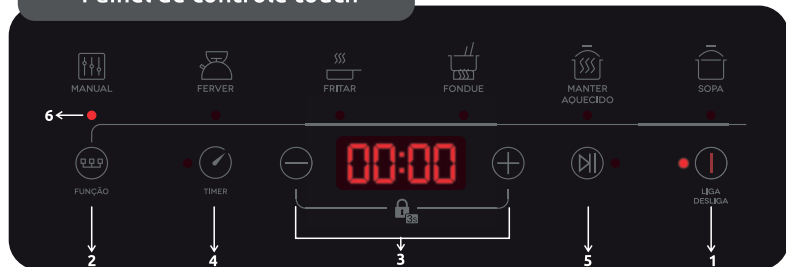 Painel de controle touch
MANUAL
FERVER
FRITAR
FONDUE
MANTER
AQUECIDO
SOPA
6
00:00
FUNÇÃO
TIMER
3s
LIGA
DESLIGA
2
4
3
5
1